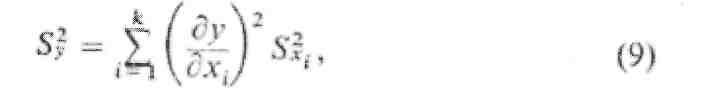 $S_y^2 = \sum_{i=1}^{k} \left( \frac{\partial y}{\partial x_i} \right)^2 S_{x_i}^2,$ (9)